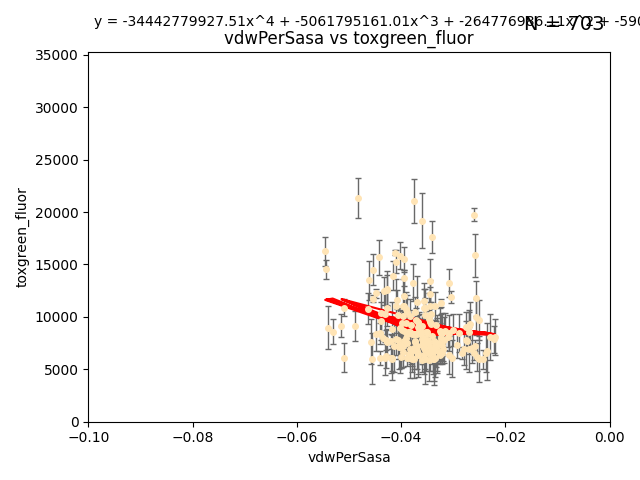 y = -34442779927.51x^4 + -5061795161.01x^3 + + -590
N = 703
vdwPerSasa vs toxgreen_fluor
35000
30000
25000
20000
15000
10000
5000
0
toxgreen_fluor
−0.10
−0.08
−0.06
−0.04
−0.02
0.00
vdwPerSasa